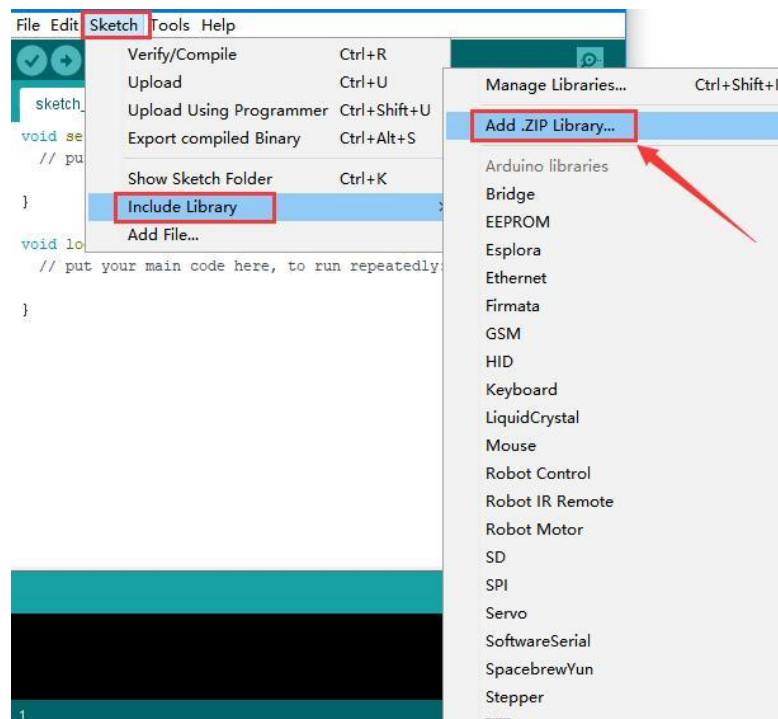 File Edit Sketch Tools Help
Verify/Compile Ctrl+R
Upload Ctrl+U
Upload Using Programmer Ctrl+Shift+U
Export compiled Binary Ctrl+Alt+S
Show Sketch Folder Ctrl+K
Include Library
Add File...
sketch_
void se
// pu
}
void lo
// put your main code here, to run repeatedly:
}
Manage Libraries... Ctrl+Shift+I
Add .ZIP Library...
Arduino libraries
Bridge
EEPROM
Esplora
Ethernet
Firmata
GSM
HID
Keyboard
LiquidCrystal
Mouse
Robot Control
Robot IR Remote
Robot Motor
SD
SPI
Servo
SoftwareSerial
SpacebrewYun
Stepper
1